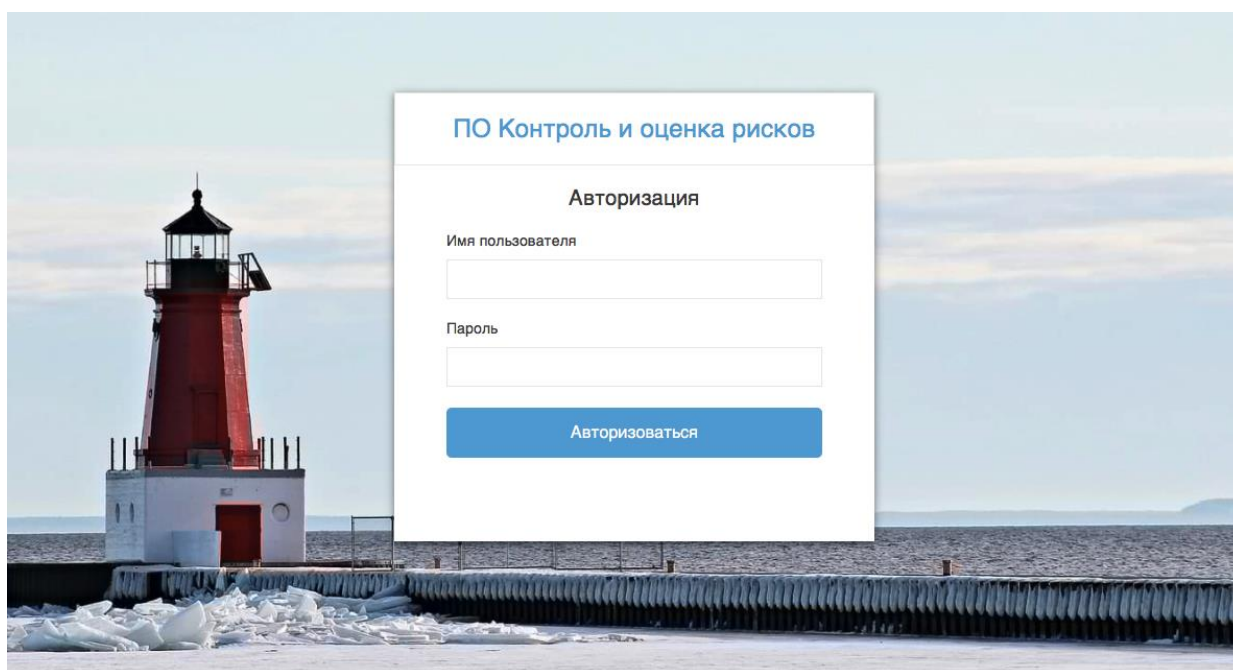 ПО Контроль и оценка рисков
Авторизация
Имя пользователя
Пароль
Авторизоваться